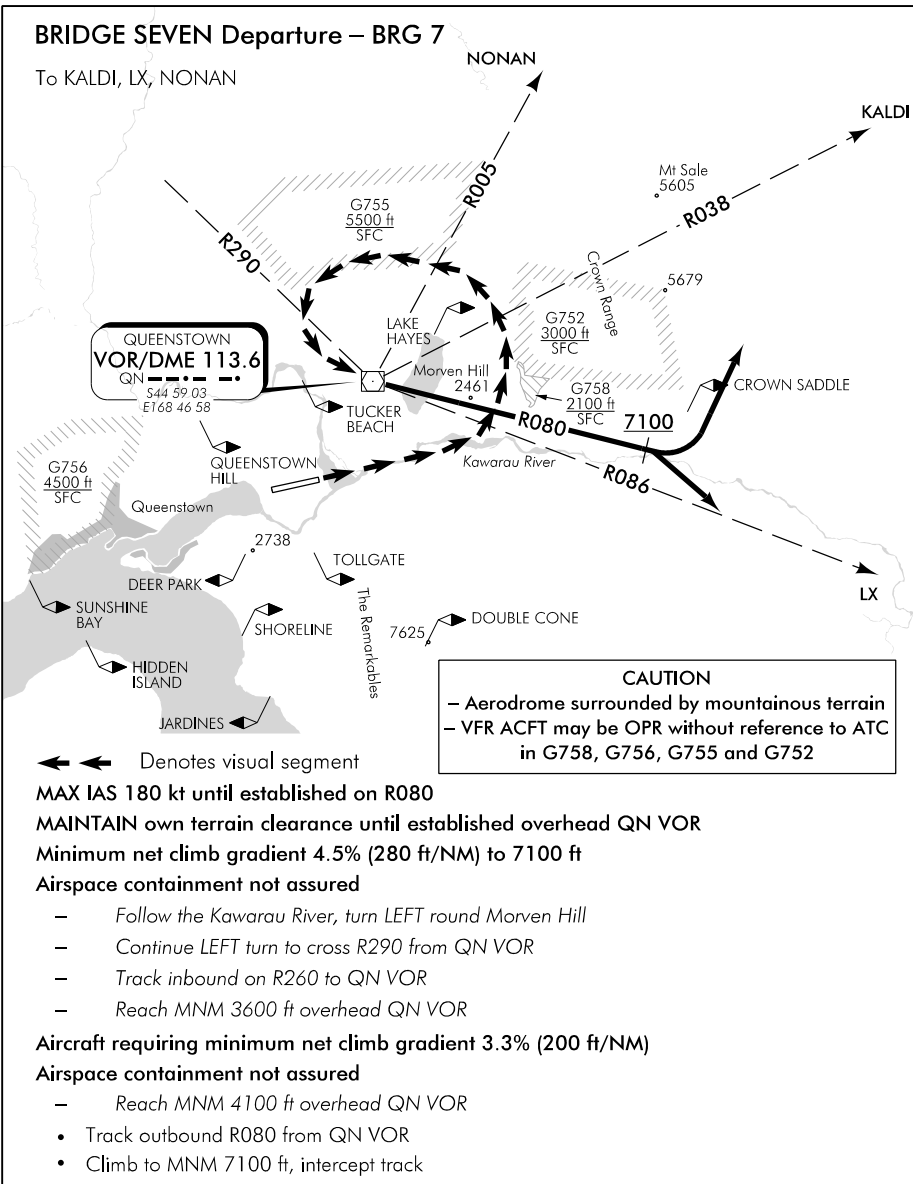 BRIDGE SEVEN Departure – BRG 7
To KALDI, LX, NONAN
NONAN
KALDI
Mt Sale
5605
R005
R038
G755
5500 ft
SFC
R290
Crown Range
5679
LAKE
HAYES
G752
3000 ft
SFC
QUEENSTOWN
VOR/DME 113.6
QN
S44 59 03
E168 46 58
Morven Hill
2461
G758
2100 ft
SFC
7100
CROWN SADDLE
TUCKER
BEACH
R080
R086
Kawarau River
QUEENSTOWN
HILL
G756
4500 ft
SFC
Queenstown
2738
TOLLGATE
DEER PARK
LX
SUNSHINE
BAY
SHORELINE
The Remarkables
7625
DOUBLE CONE
HIDDEN
ISLAND
JARDINES
CAUTION
– Aerodrome surrounded by mountainous terrain
– VFR ACFT may be OPR without reference to ATC
in G758, G756, G755 and G752
Denotes visual segment
MAX IAS 180 kt until established on R080
MAINTAIN own terrain clearance until established overhead QN VOR
Minimum net climb gradient 4.5% (280 ft/NM) to 7100 ft
Airspace containment not assured
– Follow the Kawarau River, turn LEFT round Morven Hill
– Continue LEFT turn to cross R290 from QN VOR
– Track inbound on R260 to QN VOR
– Reach MNM 3600 ft overhead QN VOR
Aircraft requiring minimum net climb gradient 3.3% (200 ft/NM)
Airspace containment not assured
– Reach MNM 4100 ft overhead QN VOR
• Track outbound R080 from QN VOR
• Climb to MNM 7100 ft, intercept track